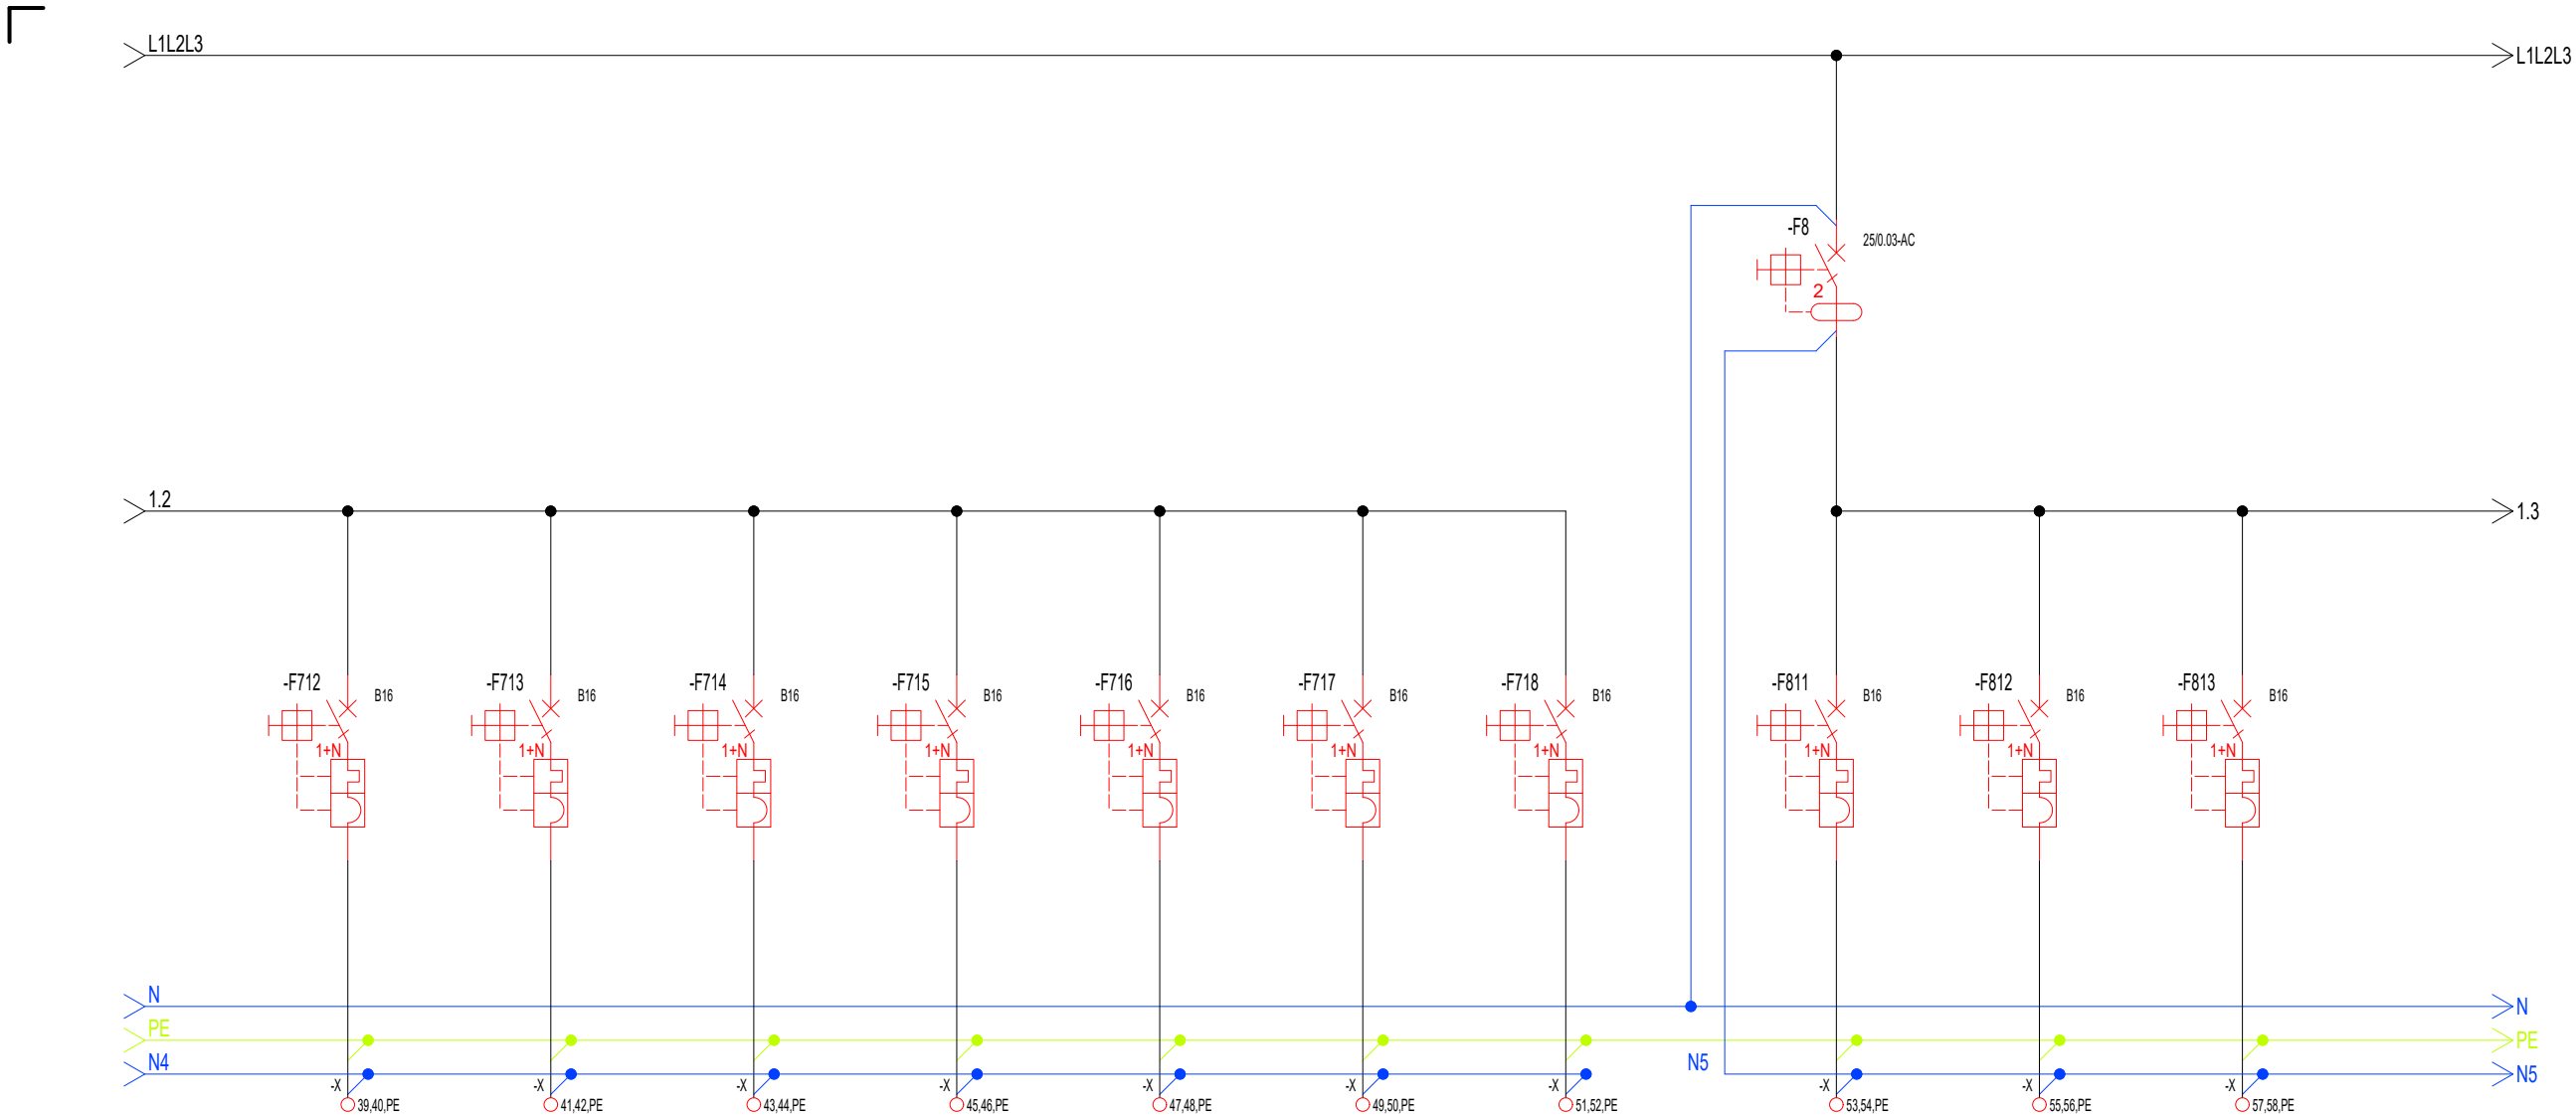 L1L2L3
L1L2L3
-F8
25/0.03-AC
2
1.2
1.3
-F712
B16
1+N
-F713
B16
1+N
-F714
B16
1+N
-F715
B16
1+N
-F716
B16
1+N
-F717
B16
1+N
-F718
B16
1+N
-F811
B16
1+N
-F812
B16
1+N
-F813
B16
1+N
N
N
PE
PE
N4
N5
N5
-X
39,40,PE
-X
41,42,PE
-X
43,44,PE
-X
45,46,PE
-X
47,48,PE
-X
49,50,PE
-X
51,52,PE
-X
53,54,PE
-X
55,56,PE
-X
57,58,PE